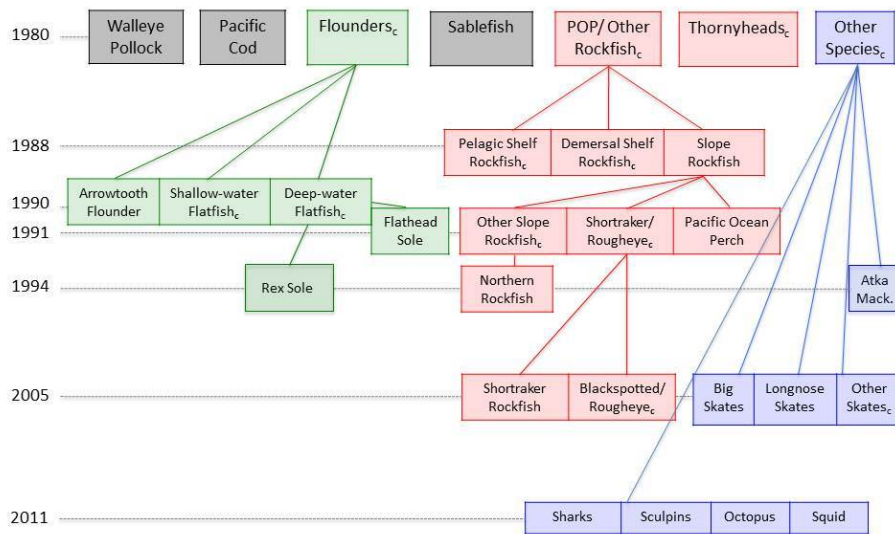 1980
Walleye
Pollock
Pacific
Cod
Flounders c
Sablefish
POP/ Other
Rockfish c
Thornyheads c
Other
Species c
1988
Pelagic Shelf
Rockfish c
Demersal Shelf
Rockfish c
Slope
Rockfish
1990
Arrowtooth
Flounder
Shallow-water
Flatfish c
Deep-water
Flatfish c
1991
Flathead
Sole
Other Slope
Rockfish c
Shortraker/
Rougheye c
Pacific Ocean
Perch
1994
Rex Sole
Northern
Rockfish
Atka
Mack.
2005
Shortraker
Rockfish
Blackspotted/
Rougheye c
Big
Skates
Longnose
Skates
Other
Skates c
2011
Sharks
Sculpins
Octopus
Squid